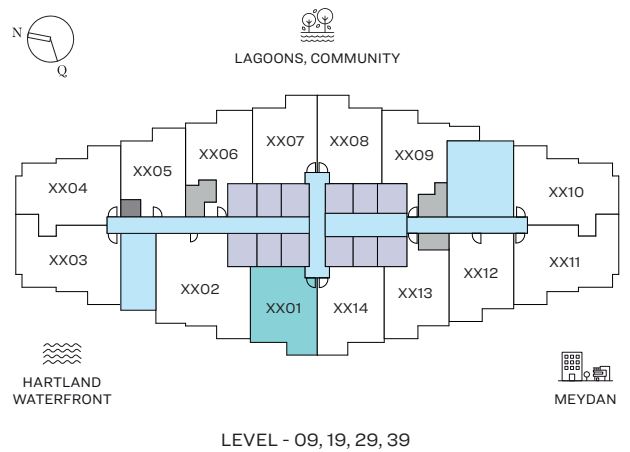 N
Q
LAGOONS, COMMUNITY
XX07
XX08
XX06
XX09
XX05
XX04
XX10
XX03
XX11
XX02
XX12
XX01
XX14
XX13
HARTLAND
WATERFRONT
MEYDAN
LEVEL - 09, 19, 29, 39